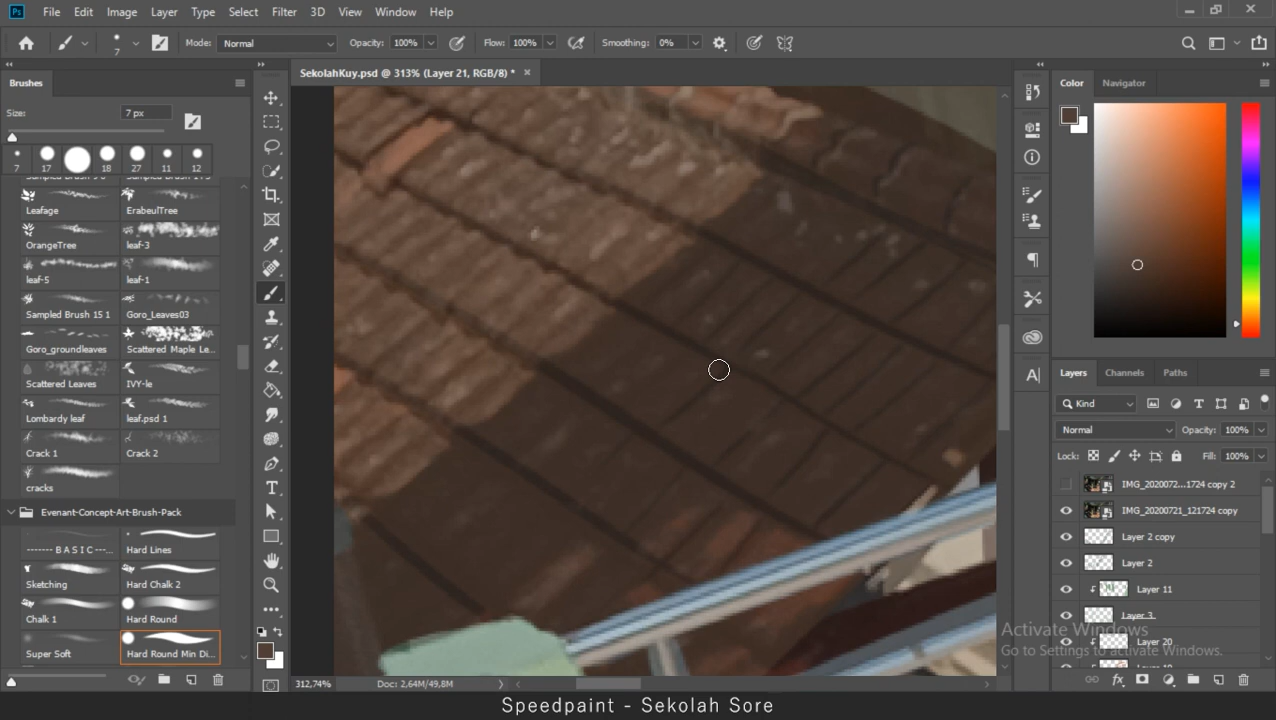 Ps File Edit Image Layer Type Select Filter 3D View Window Help
7 Mode: Normal Opacity: 100% Flow: 100% Smoothing: 0%
Brushes
SekolahKuy.psd @ 313% (Layer 21, RGB/8) *
Color Navigator
Size: 7 px
7 17 18 27 11 12
Leafage ErabeulTree
OrangeTree leaf-3
leaf-5 leaf-1
Sampled Brush 15 1 Goro_Leaves03
Goro_groundleaves Scattered Maple Le...
Scattered Leaves IVY-le
Lombardy leaf leaf.psd 1
Crack 1 Crack 2
cracks
Evenant-Concept-Art-Brush-Pack
------- B A S I C ---... Hard Lines
Sketching Hard Chalk 2
Chalk 1 Hard Round
Super Soft Hard Round Min Di...
Layers Channels Paths
Kind
Normal Opacity: 100%
Lock: Fill: 100%
IMG_2020072...1724 copy 2
IMG_20200721_121724 copy
Layer 2 copy
Layer 2
Layer 11
Layer 3
Layer 20
Activate Windows
Go to Settings to activate Windows.
312,74% Doc: 2,64M/49,8M
Speedpaint - Sekolah Sore